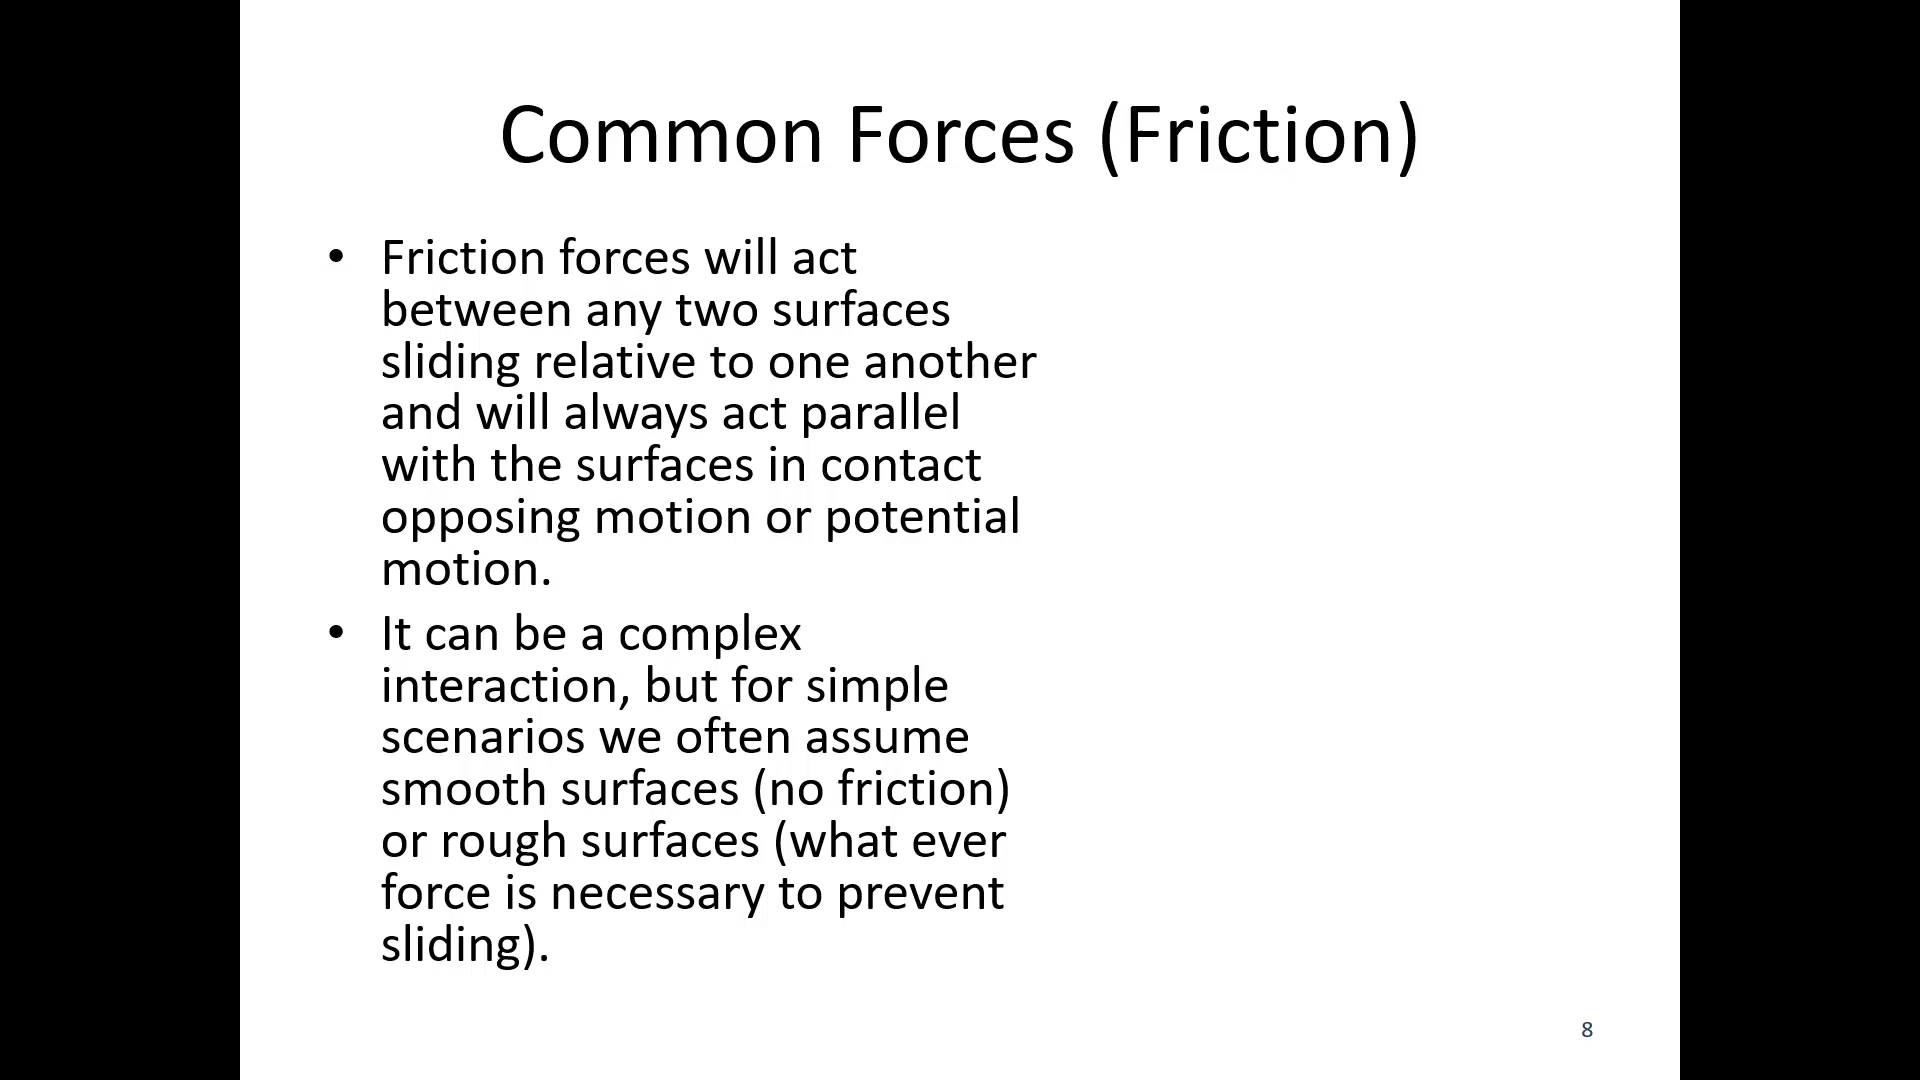 Common Forces (Friction)
• Friction forces will act
between any two surfaces
sliding relative to one another
and will always act parallel
with the surfaces in contact
opposing motion or potential
motion.
• It can be a complex
interaction, but for simple
scenarios we often assume
smooth surfaces (no friction)
or rough surfaces (what ever
force is necessary to prevent
sliding).
8